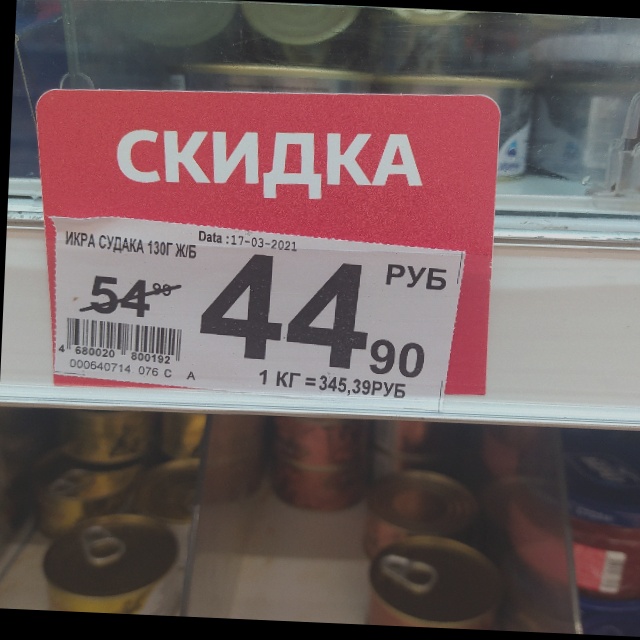 СКИДКА
ИКРА СУДАКА 130Г Ж/Б
Data :17-03-2021
54 90
44 90
РУБ
4 680020 800192
000640714 076 С А
1 КГ = 345,39РУБ